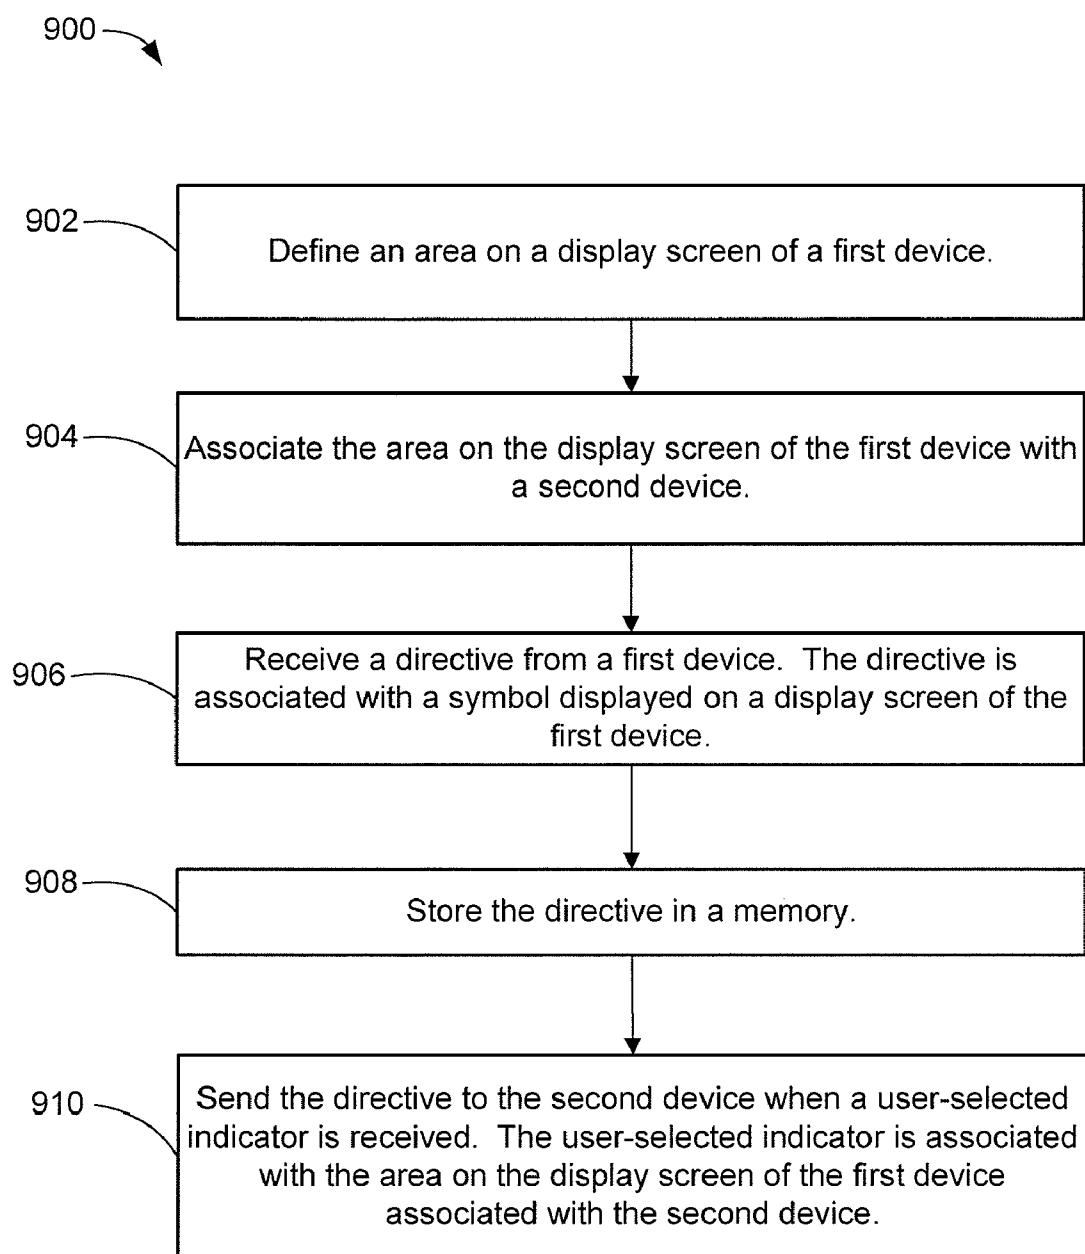 900
902
Define an area on a display screen of a first device.
904
Associate the area on the display screen of the first device with
a second device.
906
Receive a directive from a first device. The directive is
associated with a symbol displayed on a display screen of the
first device.
908
Store the directive in a memory.
910
Send the directive to the second device when a user-selected
indicator is received. The user-selected indicator is associated
with the area on the display screen of the first device
associated with the second device.